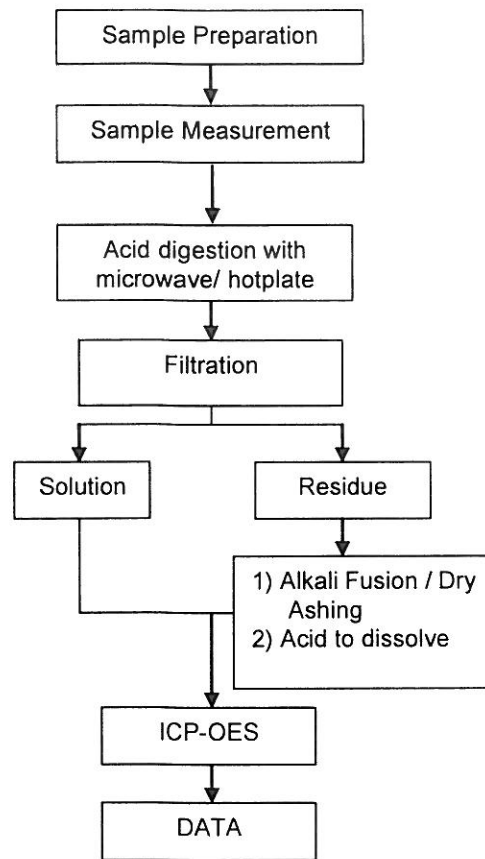 Sample Preparation
Sample Measurement
Acid digestion with
microwave/ hotplate
Filtration
Solution
Residue
1) Alkali Fusion / Dry
Ashing
2) Acid to dissolve
ICP-OES
DATA